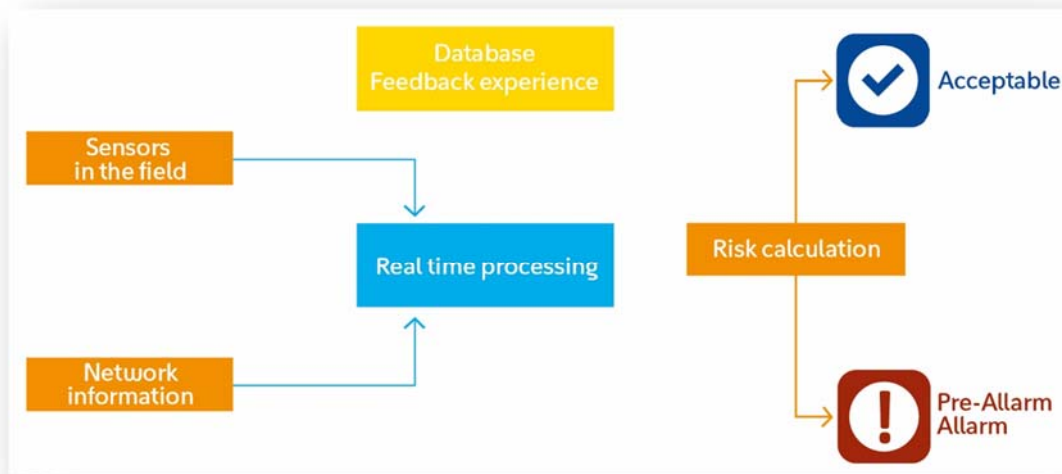 Database
Feedback experience
Sensors
in the field
Real time processing
Network
information
Risk calculation
Acceptable
Pre-Allarm
Allarm